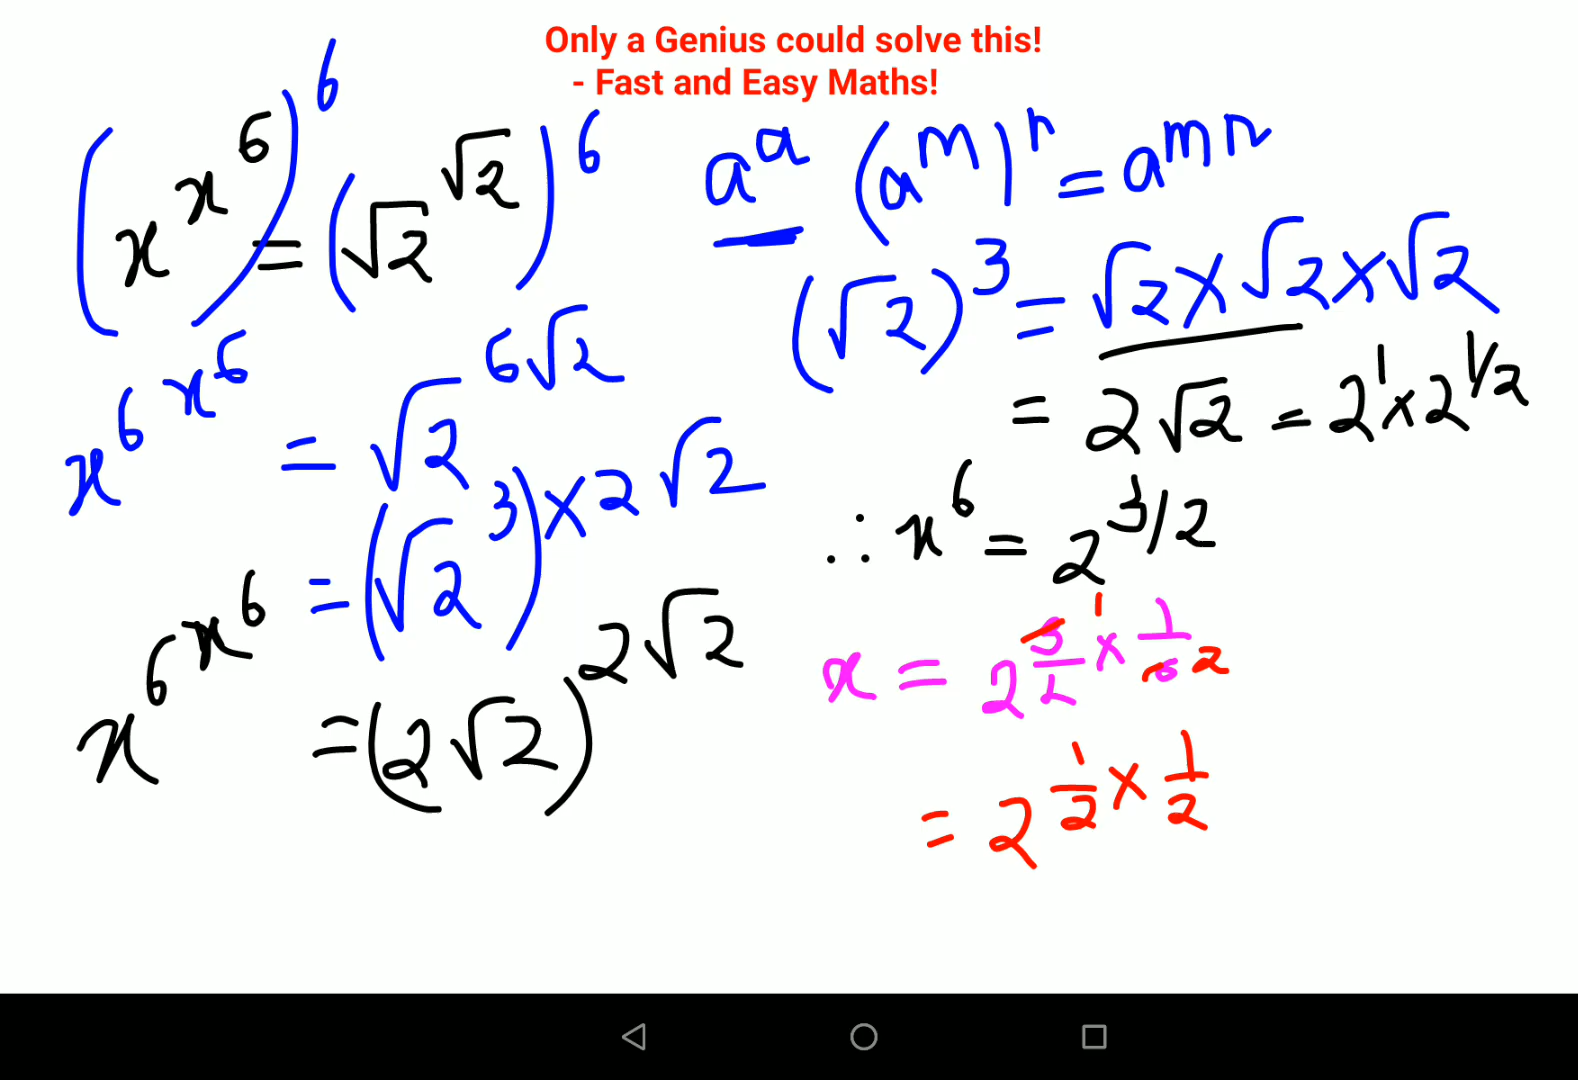 Only a Genius could solve this!
- Fast and Easy Maths!
(x^x^6)^6 = (√2^√2)^6
x^6^x^6 = √2^6√2
= (√2^3)^×2√2
x^6^x^6 = (2√2)^2√2
a^a (a^m)^n = a^mn
(√2)^3 = √2 × √2 × √2
= 2√2 = 2^1 × 2^1/2
∴ x^6 = 2^3/2
x = 2^3/2 × 1/6 1 2
= 2^1/2 × 1/2